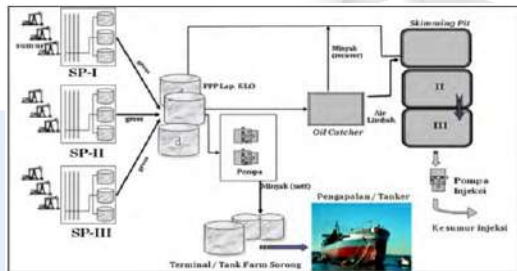 sumur
SP-I
gross
SP-II
gross
SP-III
gross
PPP Lap. KLO
d
Pompa
Minyak (nett)
Terminal / Tank Farm Sorong
Pengapalan / Tanker
Minyak
(recover)
Oil Catcher
Air
Limbah
Skimming Pit
II
III
Pompa
Injeksi
Ke sumur injeksi